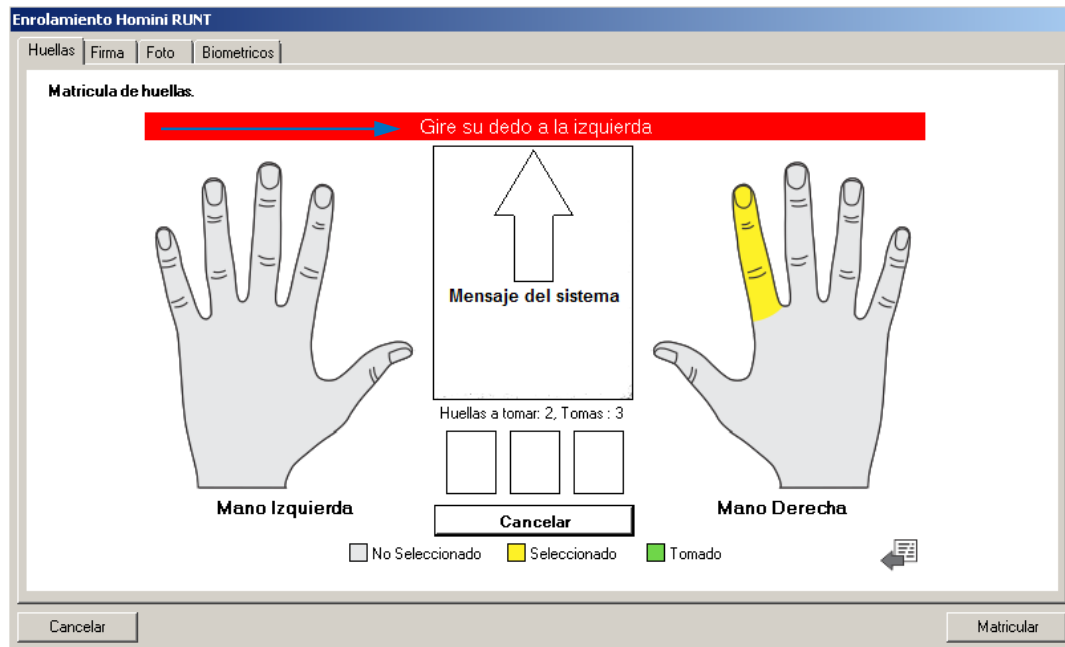 Enrolamiento Homini RUNT
Huellas Firma Foto Biometricos
Matricula de huellas.
Gire su dedo a la izquierda
Mensaje del sistema
Huellas a tomar: 2, Tomas : 3
Mano Izquierda
Mano Derecha
Cancelar
No Seleccionado Seleccionado Tomado
Cancelar
Matricular